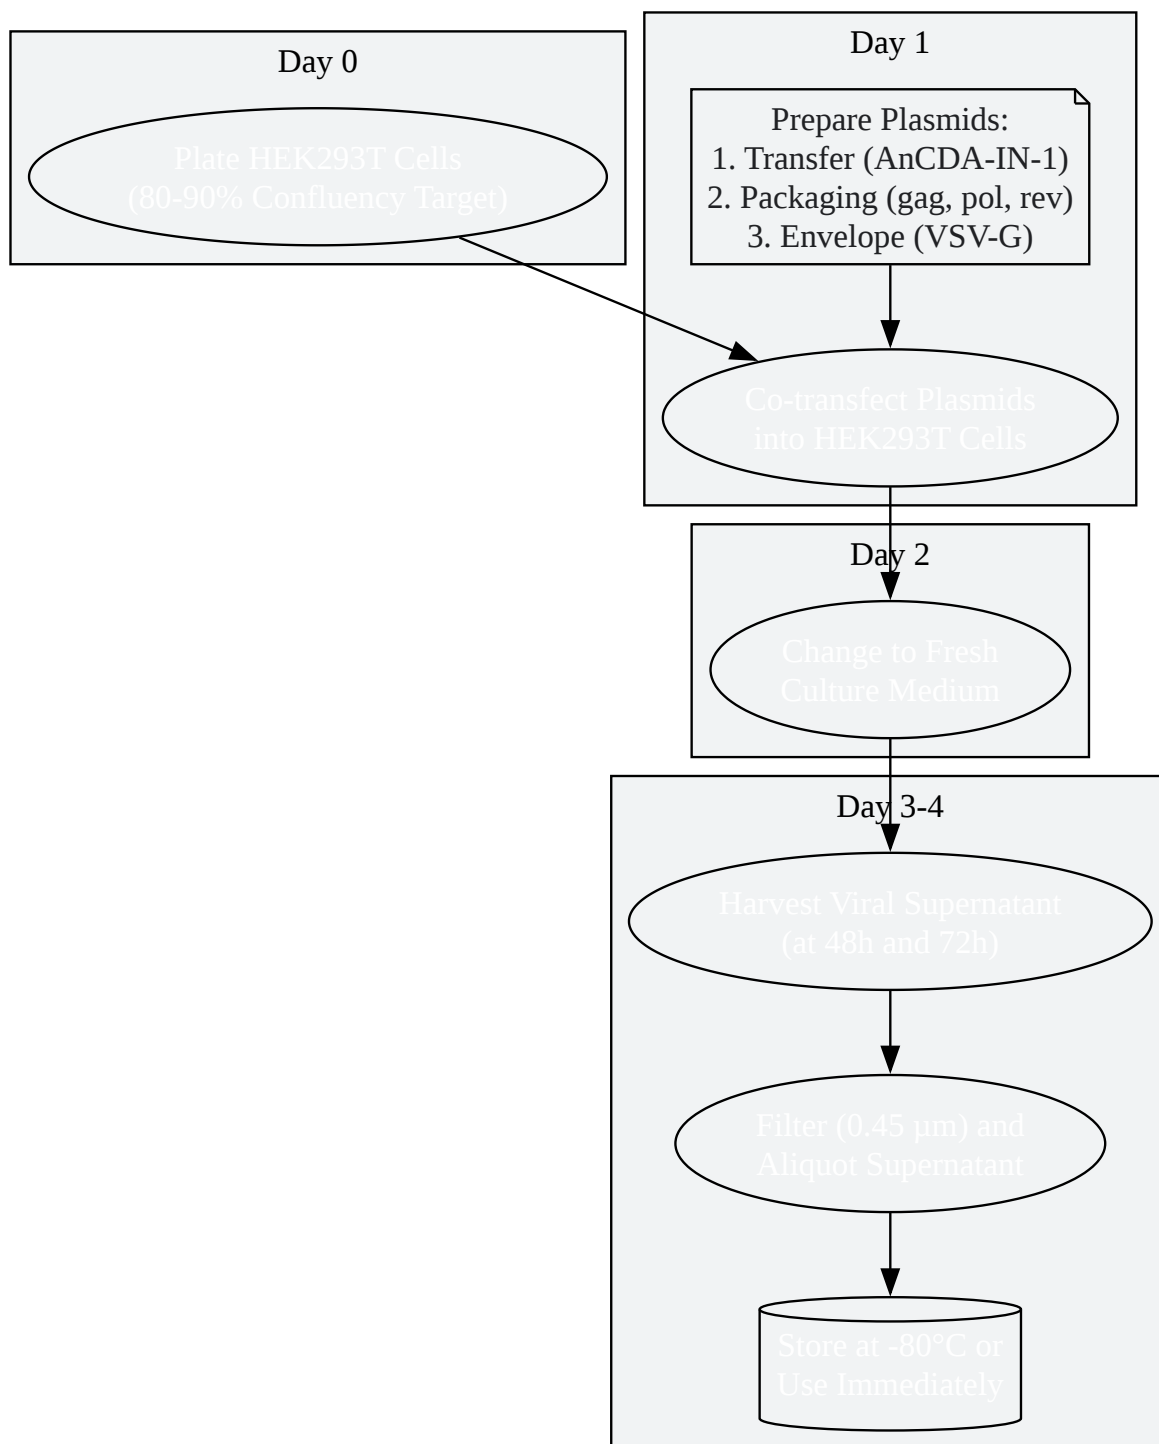 Day 0
Plate HEK293T Cells
(80-90% Confluency Target)
Day 1
Prepare Plasmids:
1. Transfer (AnCDA-IN-1)
2. Packaging (gag, pol, rev)
3. Envelope (VSV-G)
Co-transfect Plasmids
into HEK293T Cells
Day 2
Change to Fresh
Culture Medium
Day 3-4
Harvest Viral Supernatant
(at 48h and 72h)
Filter (0.45 µm) and
Aliquot Supernatant
Store at -80°C or
Use Immediately